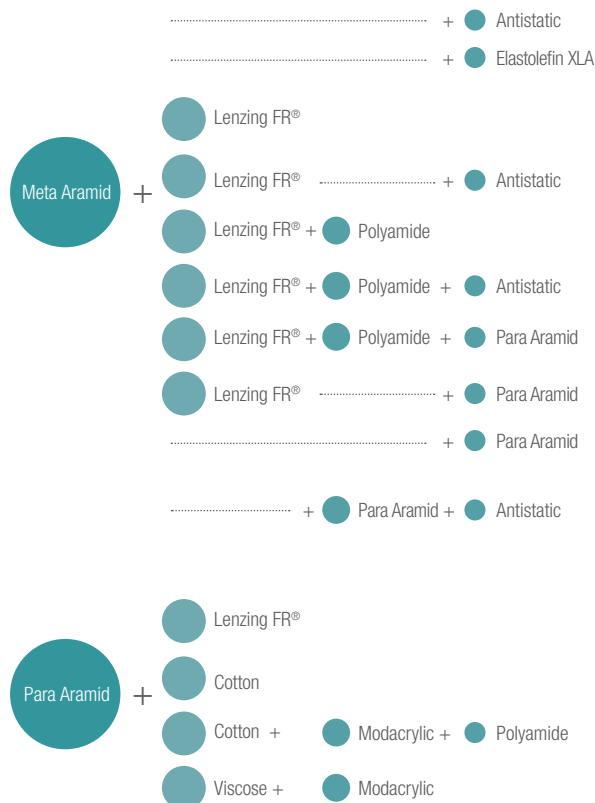 + Antistatic
+ Elastolefin XLA
Lenzing FR®
Meta Aramid +
Lenzing FR® + Antistatic
Lenzing FR® + Polyamide
Lenzing FR® + Polyamide + Antistatic
Lenzing FR® + Polyamide + Para Aramid
Lenzing FR® + Para Aramid
+ Para Aramid
+ Para Aramid + Antistatic
Lenzing FR®
Para Aramid +
Cotton
Cotton + Modacrylic + Polyamide
Viscose + Modacrylic